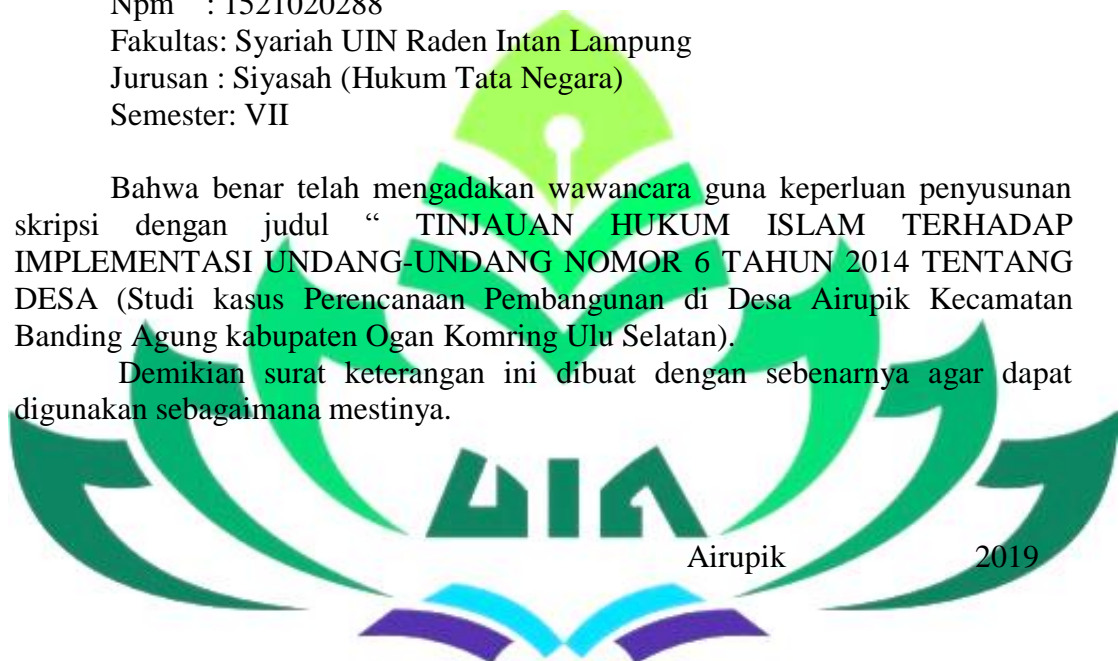 Npm : 1521020288
Fakultas: Syariah UIN Raden Intan Lampung
Jurusan : Siyasah (Hukum Tata Negara)
Semester: VII
Bahwa benar telah mengadakan wawancara guna keperluan penyusunan
skripsi dengan judul “ TINJAUAN HUKUM ISLAM TERHADAP
IMPLEMENTASI UNDANG-UNDANG NOMOR 6 TAHUN 2014 TENTANG
DESA (Studi kasus Perencanaan Pembangunan di Desa Airupik Kecamatan
Banding Agung kabupaten Ogan Komring Ulu Selatan).
Demikian surat keterangan ini dibuat dengan sebenarnya agar dapat
digunakan sebagaimana mestinya.
UIN
Airupik 2019